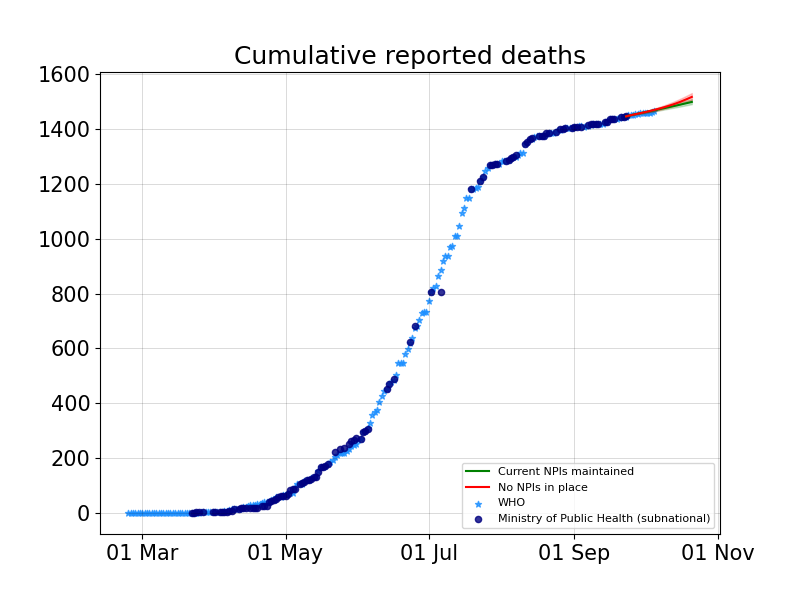 Cumulative reported deaths
1600
1400
1200
1000
800
600
400
200
0
Current NPIs maintained
No NPIs in place
WHO
Ministry of Public Health (subnational)
01 Mar 01 May 01 Jul 01 Sep 01 Nov